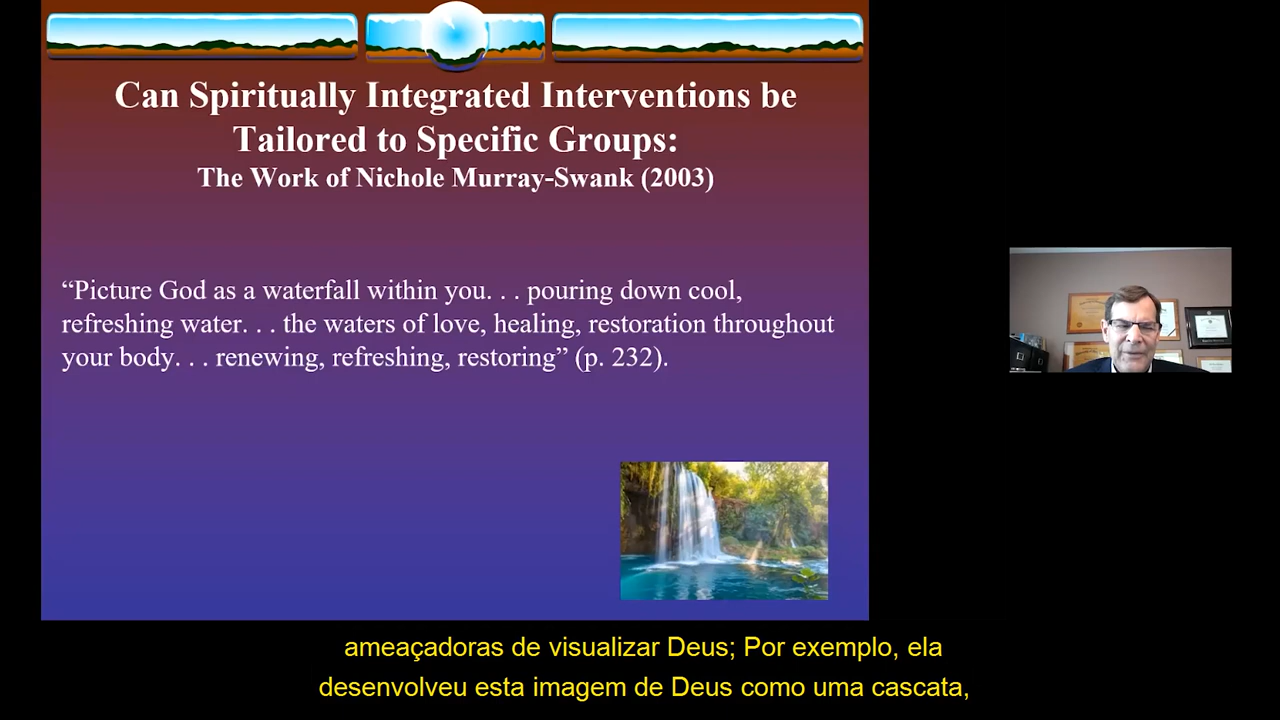 Can Spiritually Integrated Interventions be
Tailored to Specific Groups:
The Work of Nichole Murray-Swank (2003)
“Picture God as a waterfall within you. . . pouring down cool,
refreshing water. . . the waters of love, healing, restoration throughout
your body. . . renewing, refreshing, restoring” (p. 232).
ameaçadoras de visualizar Deus; Por exemplo, ela
desenvolveu esta imagem de Deus como uma cascata,